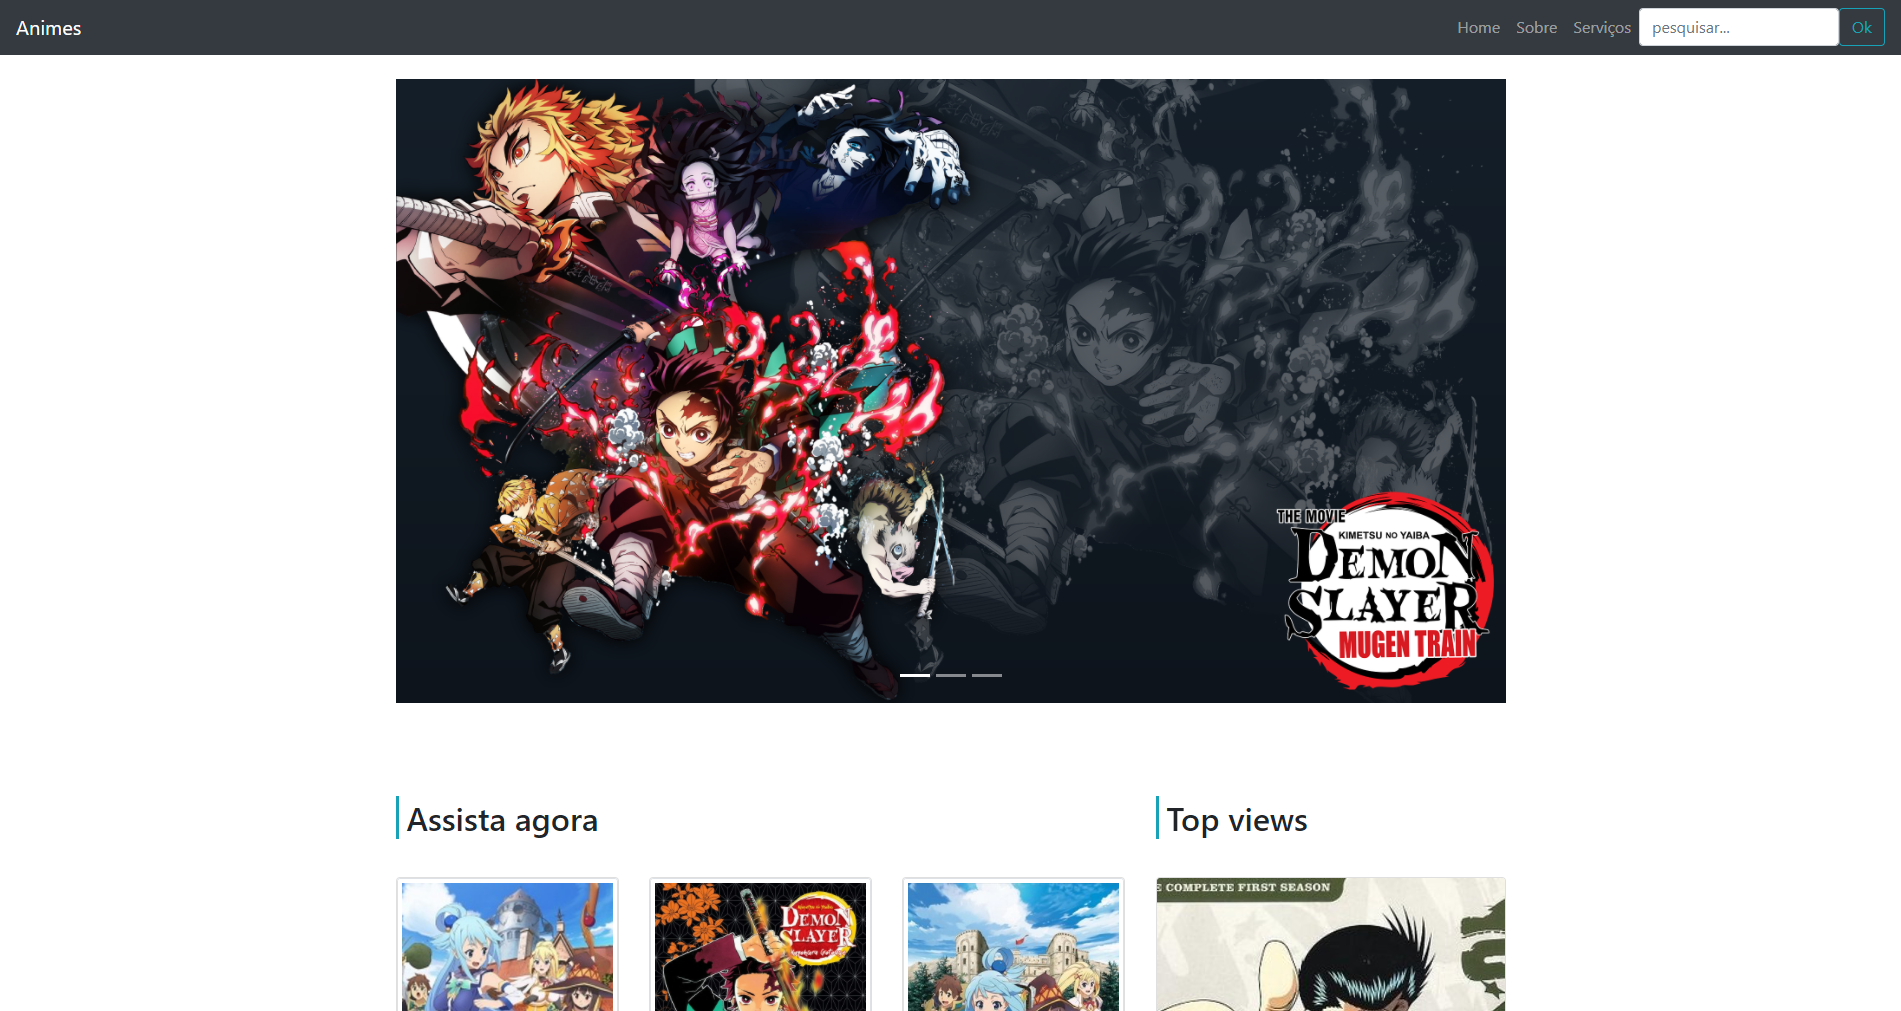 Animes
Home Sobre Serviços pesquisar... Ok
THE MOVIE
KIMETSU NO YAIBA
DEMON
SLAYER
MUGEN TRAIN
Assista agora
Top views
DEMON
SLAYER
E COMPLETE FIRST SEASON